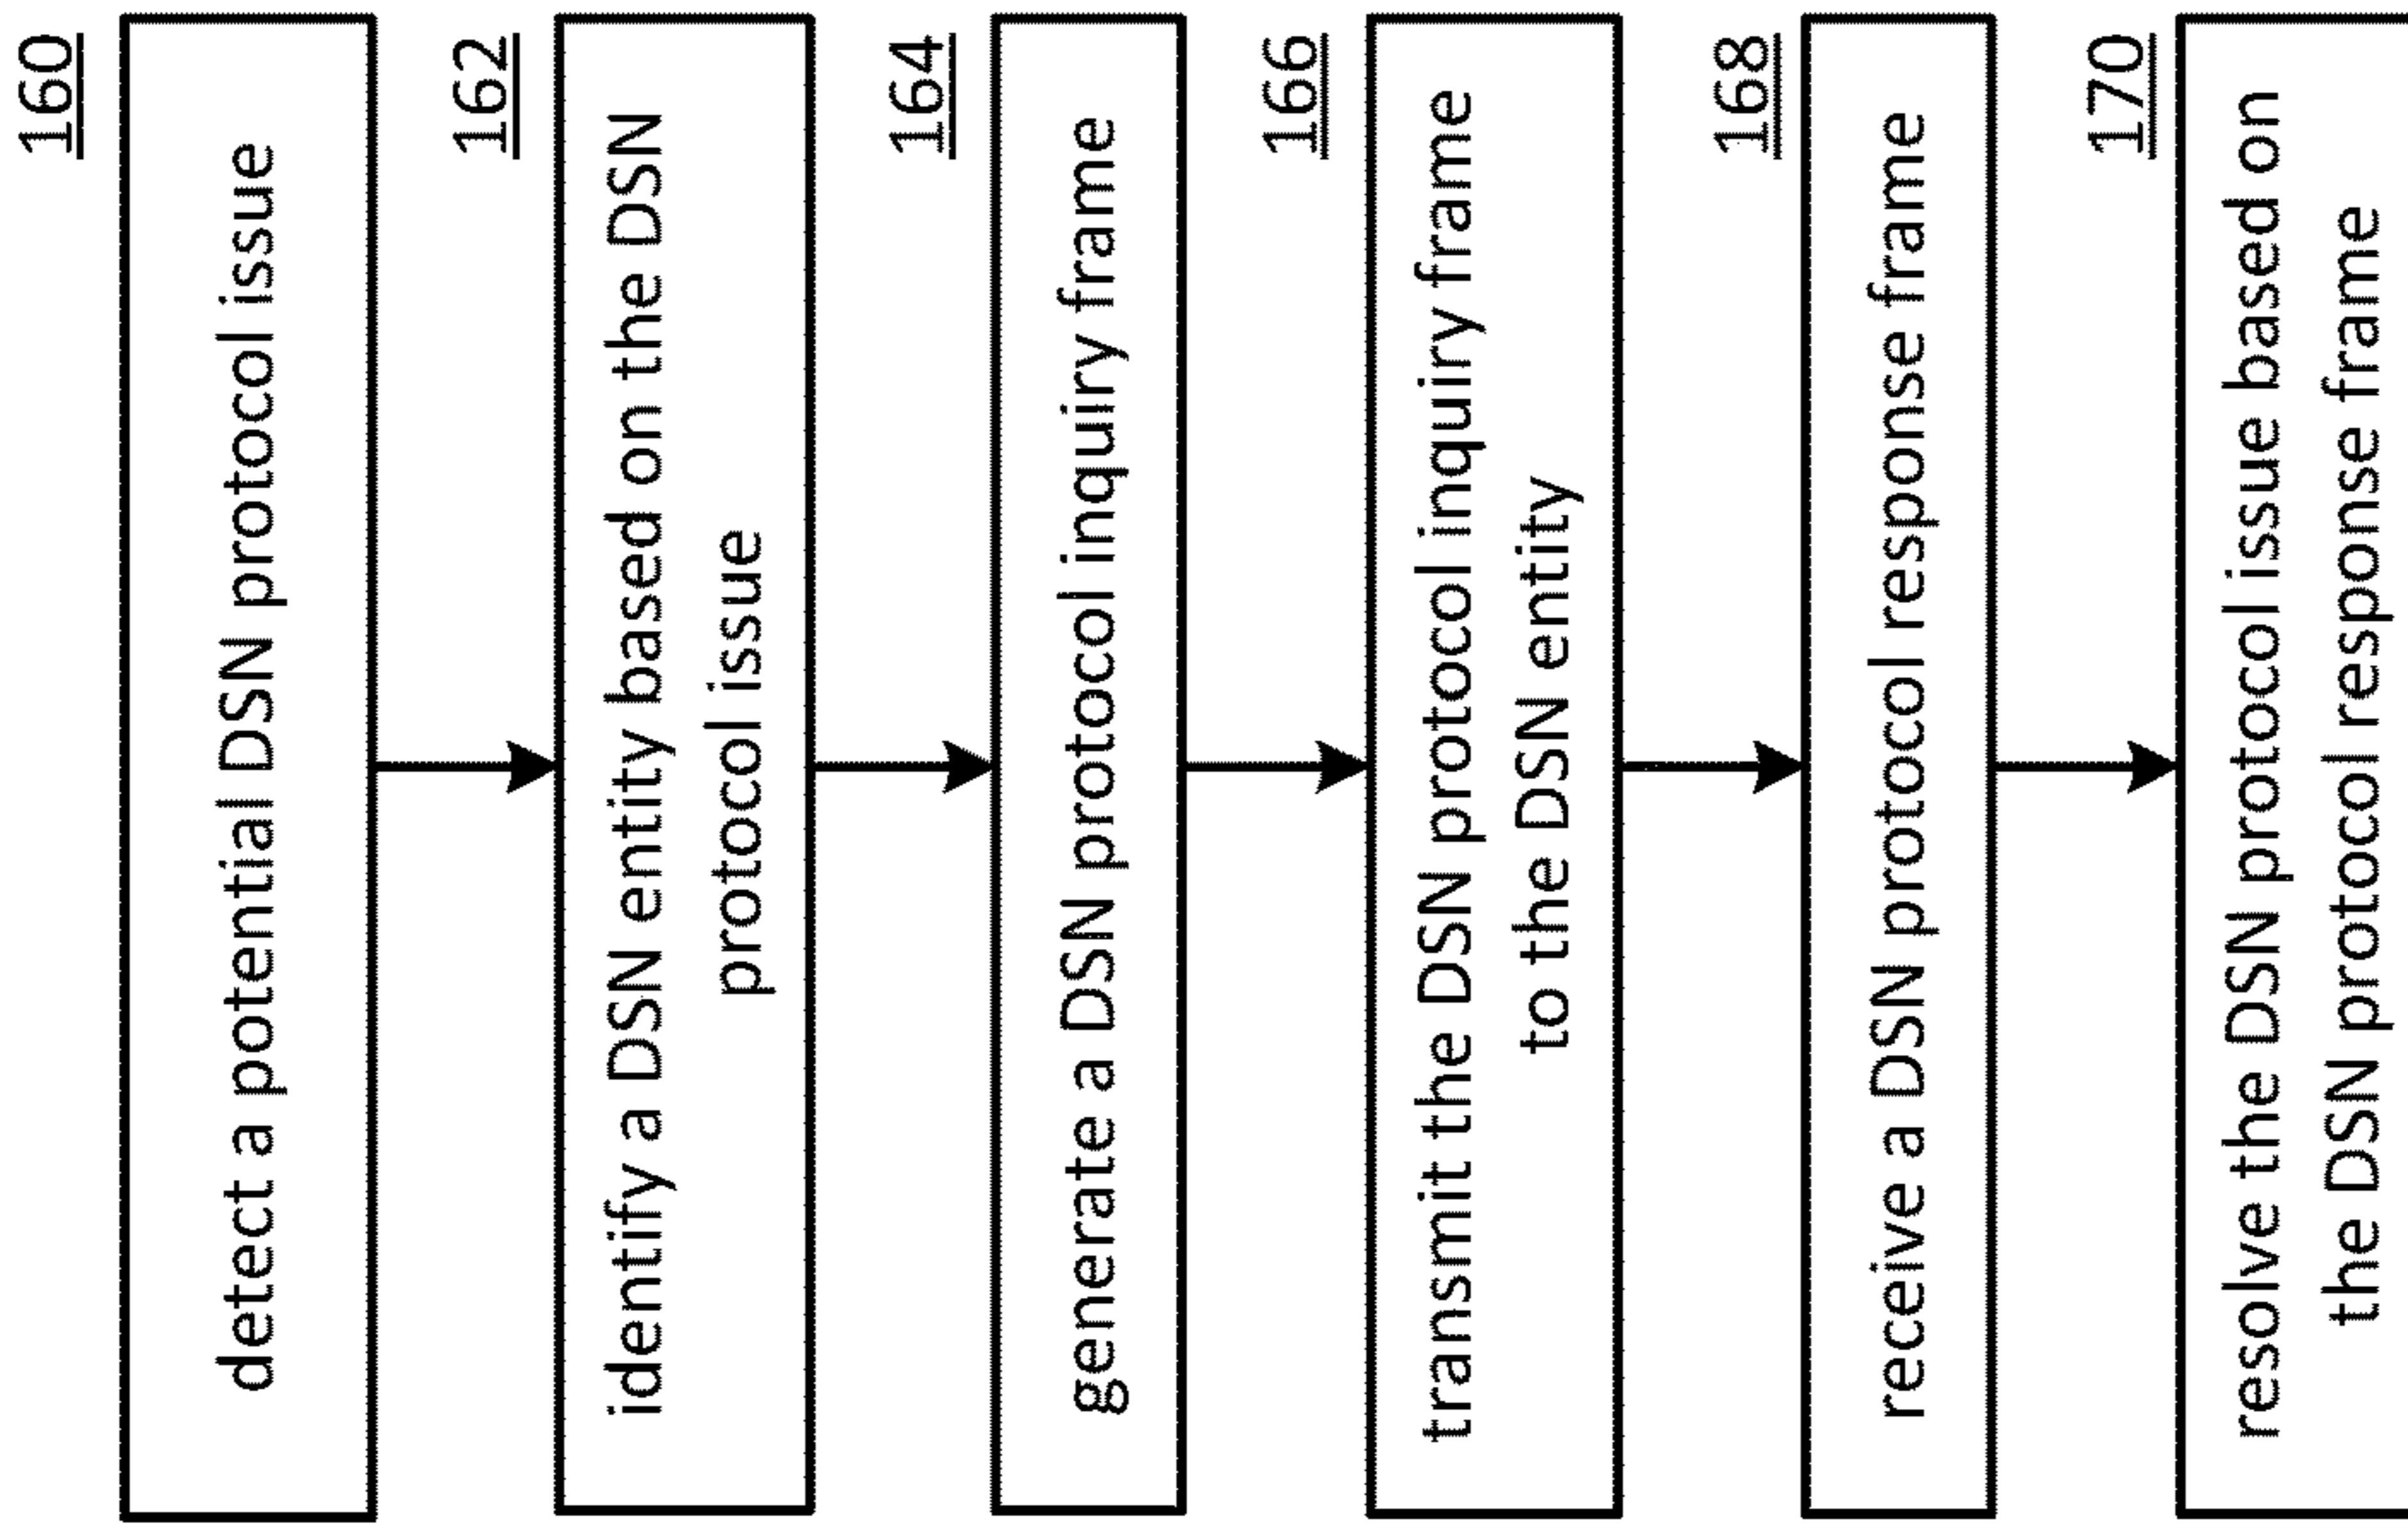 160
detect a potential DSN protocol issue
162
identify a DSN entity based on the DSN
protocol issue
164
generate a DSN protocol inquiry frame
166
transmit the DSN protocol inquiry frame
to the DSN entity
168
receive a DSN protocol response frame
170
resolve the DSN protocol issue based on
the DSN protocol response frame